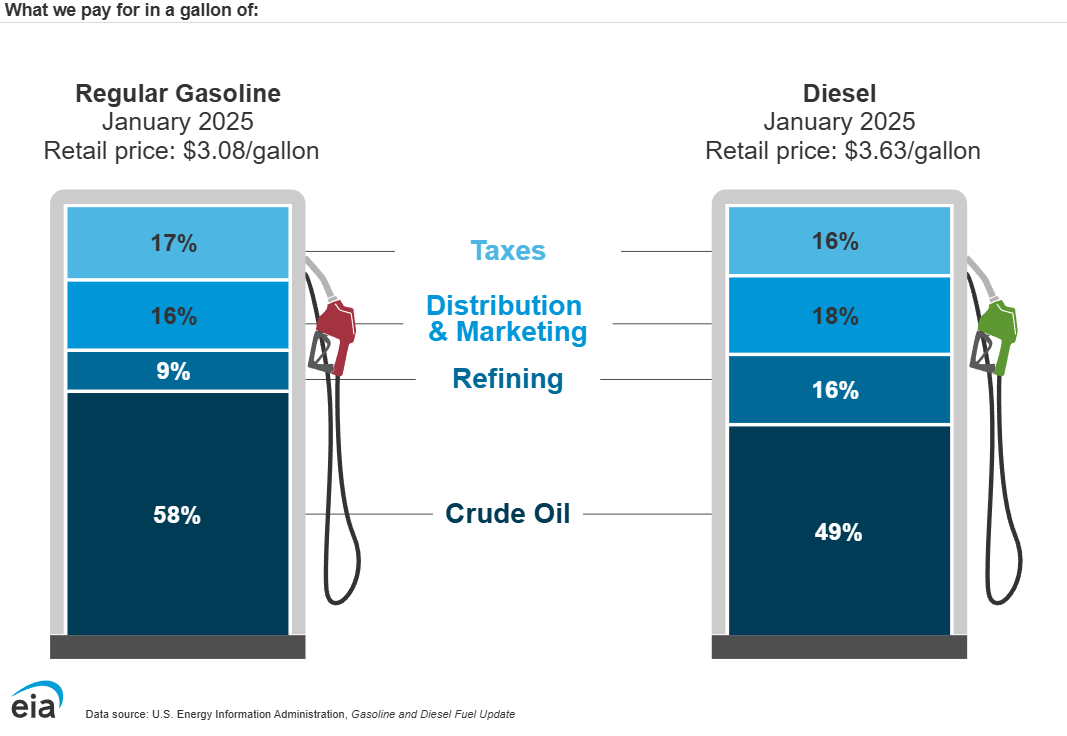 What we pay for in a gallon of:
Regular Gasoline
January 2025
Retail price: $3.08/gallon
Diesel
January 2025
Retail price: $3.63/gallon
17%
Taxes
16%
16%
Distribution
& Marketing
18%
9%
Refining
16%
58%
Crude Oil
49%
eia
Data source: U.S. Energy Information Administration, Gasoline and Diesel Fuel Update